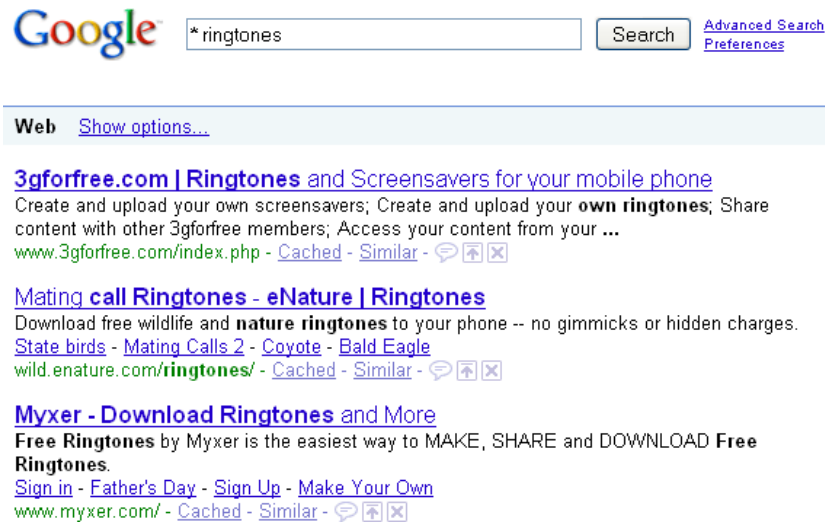 Google * ringtones Search Advanced Search
Preferences
Web Show options...
3gforfree.com | Ringtones and Screensavers for your mobile phone
Create and upload your own screensavers; Create and upload your own ringtones; Share
content with other 3gforfree members; Access your content from your ...
www.3gforfree.com/index.php - Cached - Similar -
Mating call Ringtones - eNature | Ringtones
Download free wildlife and nature ringtones to your phone -- no gimmicks or hidden charges.
State birds - Mating Calls 2 - Coyote - Bald Eagle
wild.enature.com/ringtones/ - Cached - Similar -
Myxer - Download Ringtones and More
Free Ringtones by Myxer is the easiest way to MAKE, SHARE and DOWNLOAD Free
Ringtones.
Sign in - Father's Day - Sign Up - Make Your Own
www.myxer.com/ - Cached - Similar -